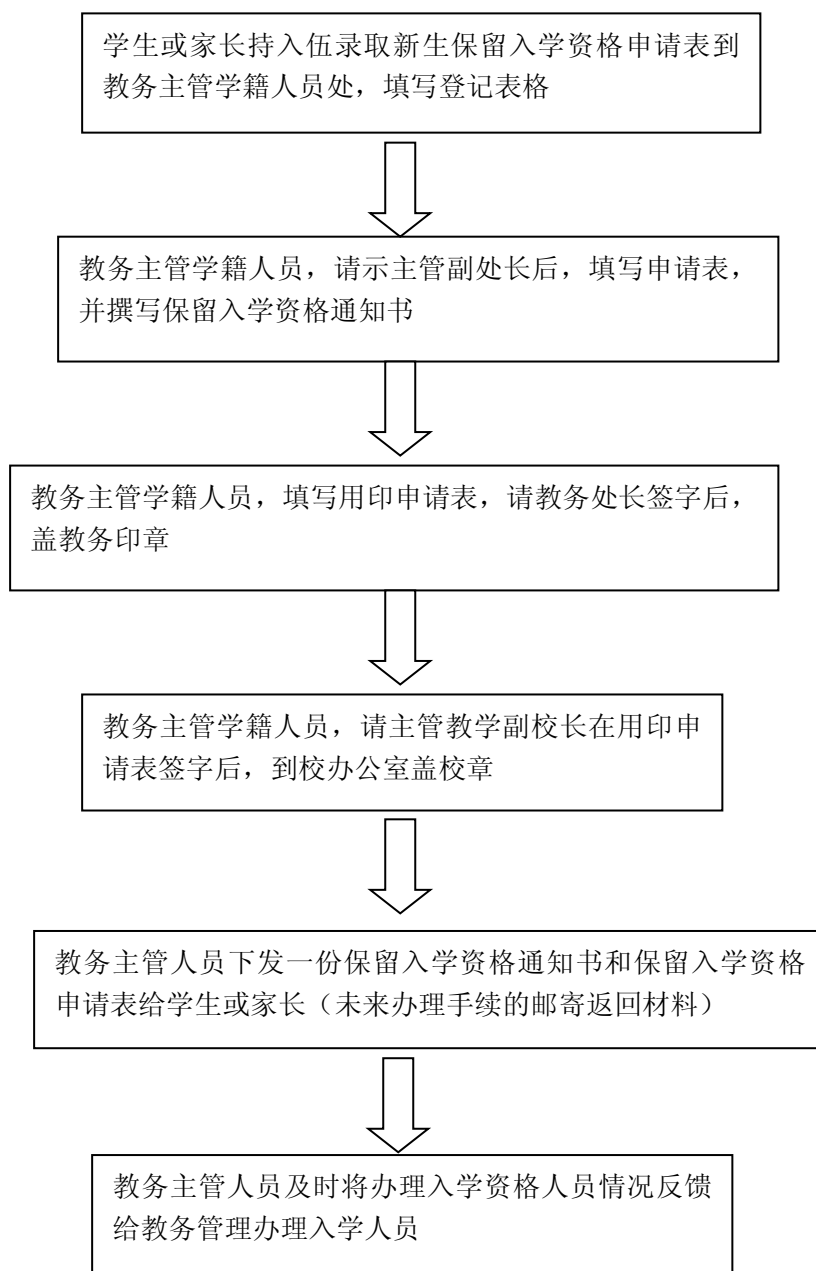 学生或家长持入伍录取新生保留入学资格申请表到
教务主管学籍人员处，填写登记表格
教务主管学籍人员，请示主管副处长后，填写申请表，
并撰写保留入学资格通知书
教务主管学籍人员，填写用印申请表，请教务处长签字后，
盖教务印章
教务主管学籍人员，请主管教学副校长在用印申
请表签字后，到校办公室盖校章
教务主管人员下发一份保留入学资格通知书和保留入学资格
申请表给学生或家长（未来办理手续的邮寄返回材料）
教务主管人员及时将办理入学资格人员情况反馈
给教务管理办理入学人员